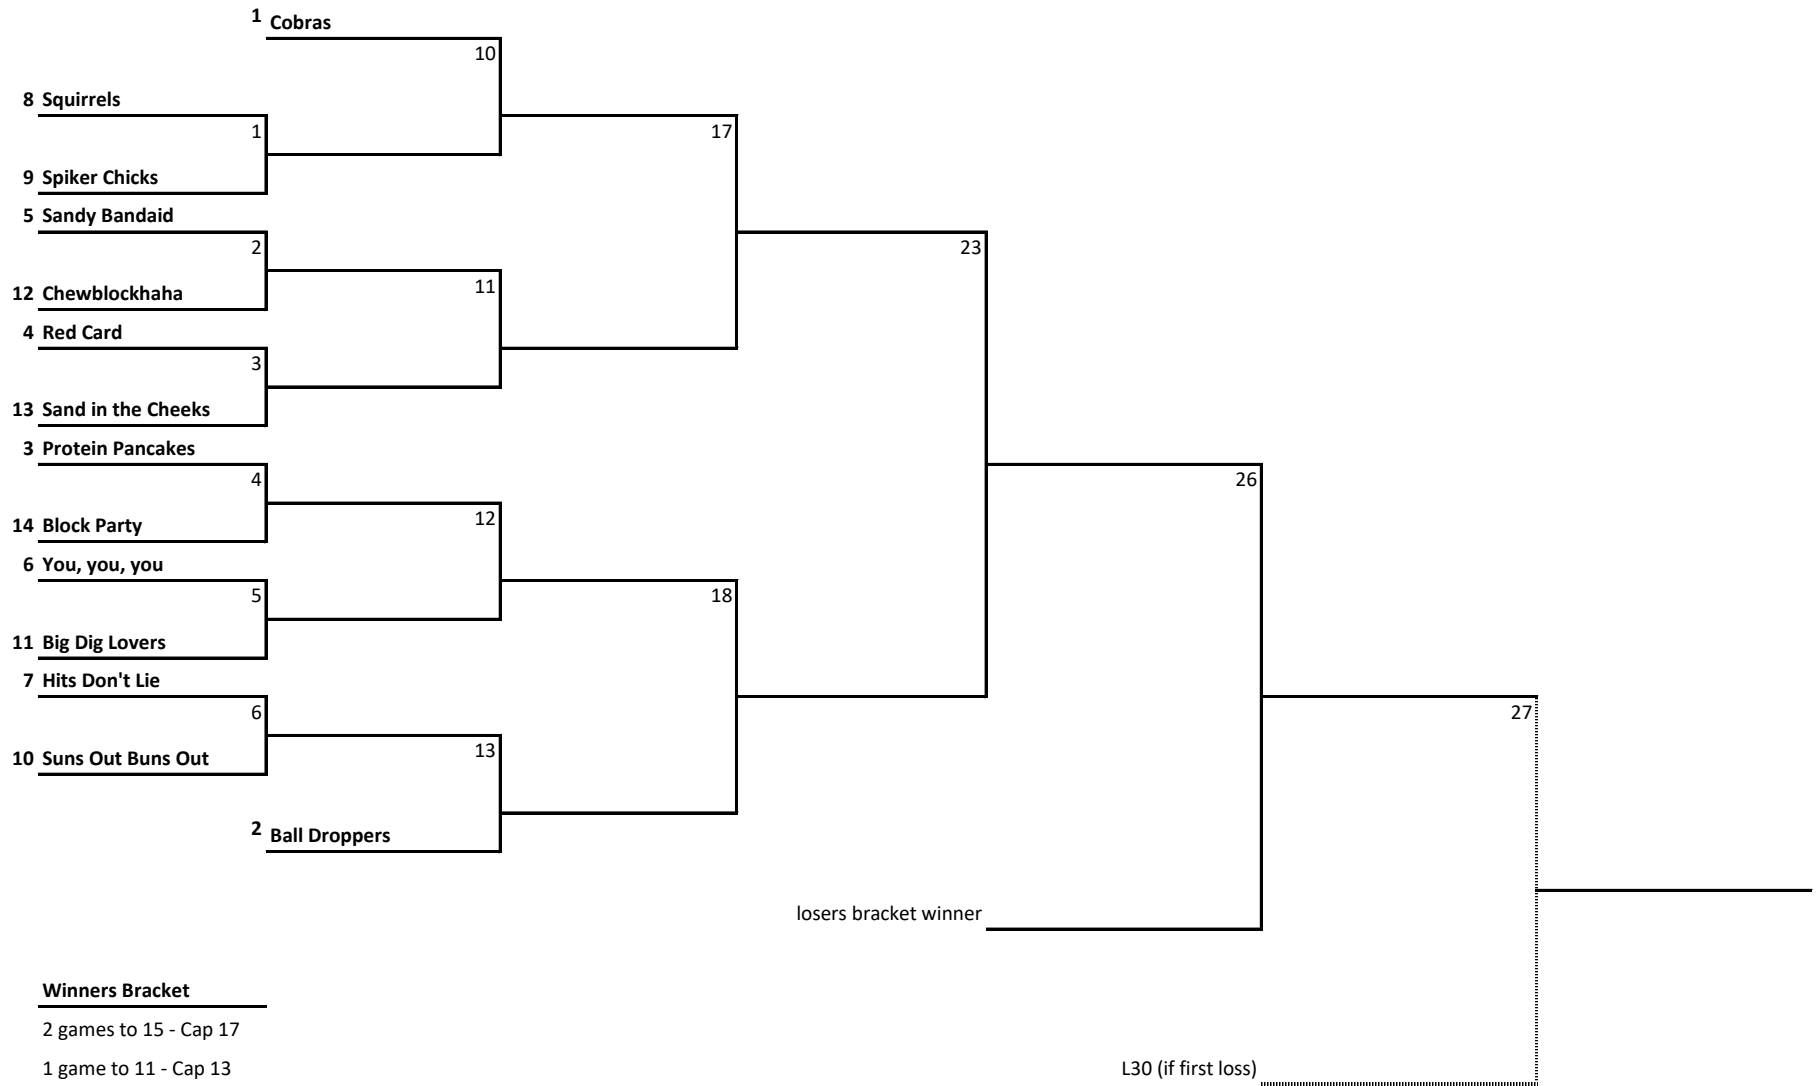 1 Cobras
10
8 Squirrels
1
17
9 Spiker Chicks
5 Sandy Bandaid
2
23
11
12 Chewblockhaha
4 Red Card
3
13 Sand in the Cheeks
3 Protein Pancakes
4
26
12
14 Block Party
6 You, you, you
5
18
11 Big Dig Lovers
7 Hits Don't Lie
6
27
13
10 Suns Out Buns Out
2 Ball Droppers
losers bracket winner
Winners Bracket
2 games to 15 - Cap 17
1 game to 11 - Cap 13
L30 (if first loss)